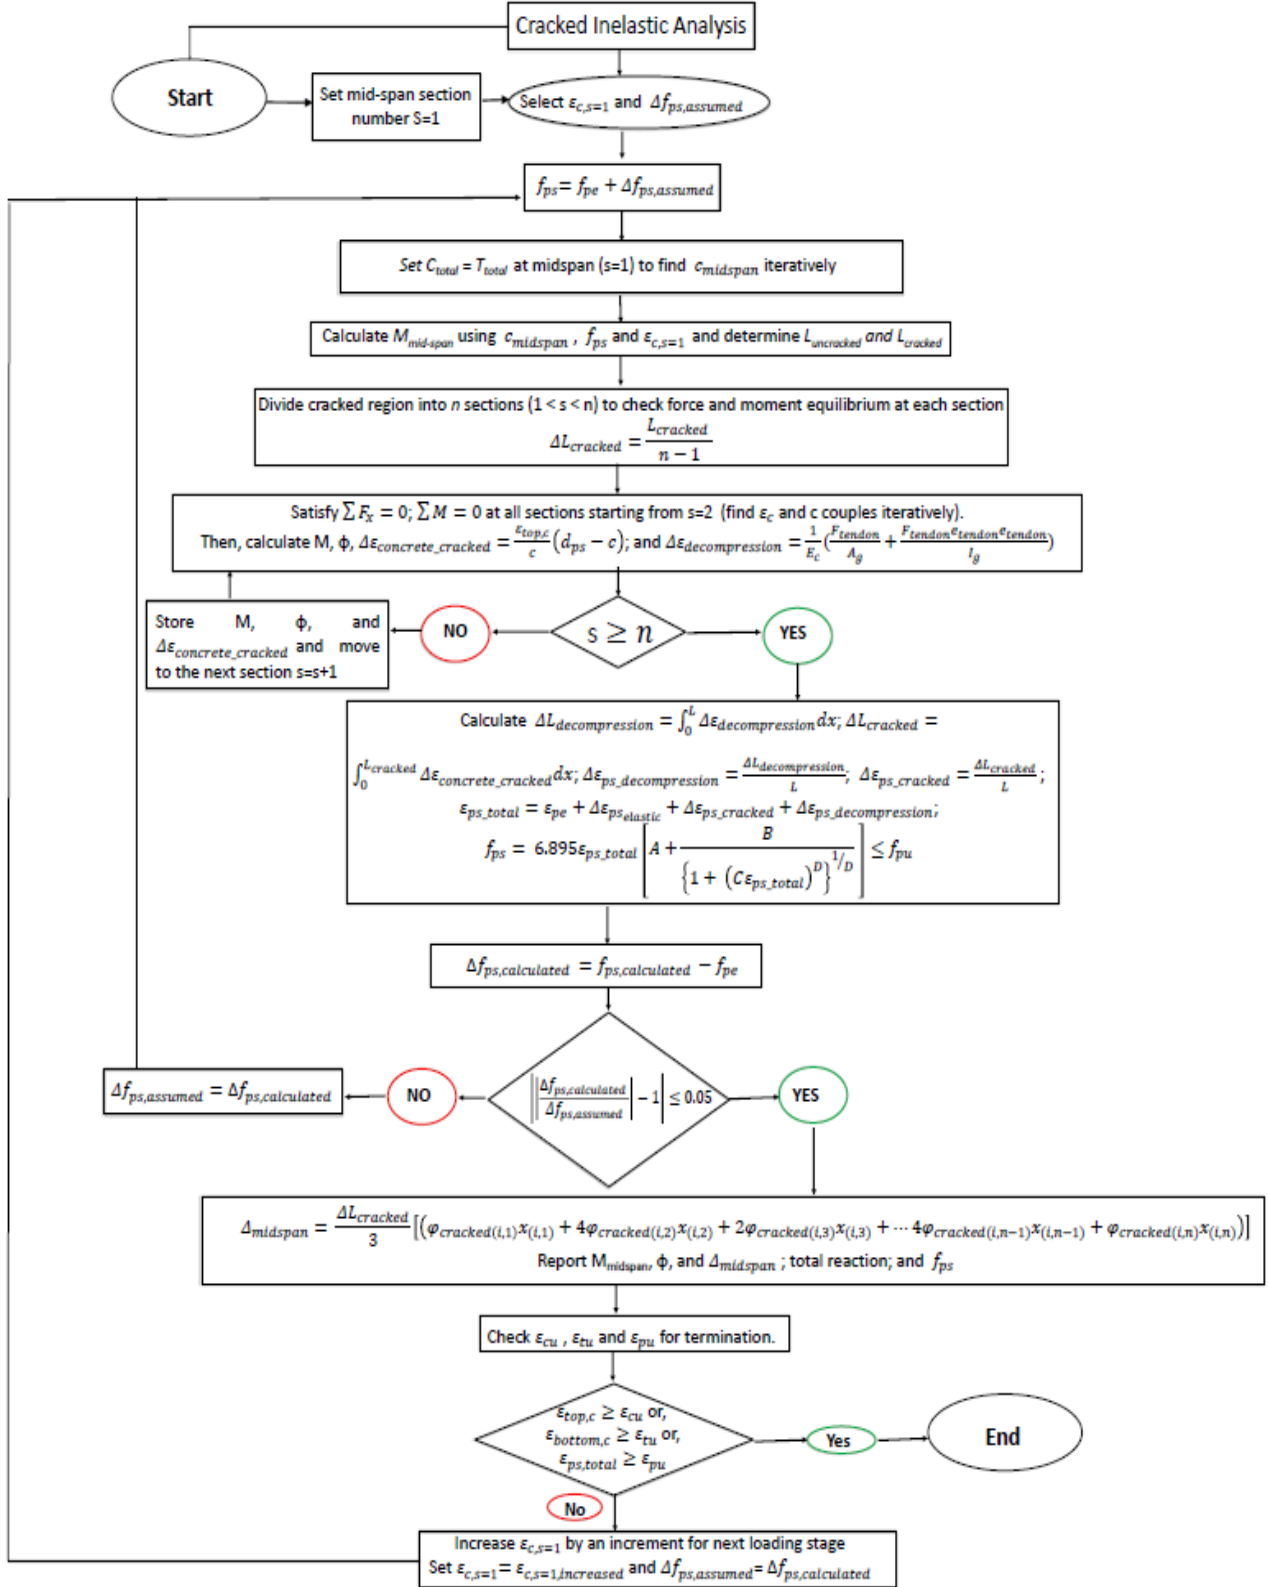 Cracked Inelastic Analysis
Start
Set mid-span section
number S=1
Select ε_{c,s=1} and Δf_{ps,assumed}
f_{ps} = f_{pe} + Δf_{ps,assumed}
Set C_{total} = T_{total} at midspan (s=1) to find c_{midspan} iteratively
Calculate M_{mid-span} using c_{midspan} , f_{ps} and ε_{c,s=1} and determine L_{uncracked} and L_{cracked}
Divide cracked region into n sections (1 < s < n) to check force and moment equilibrium at each section
ΔL_{cracked} = \frac{L_{cracked}}{n − 1}
Satisfy ∑ F_x = 0; ∑ M = 0 at all sections starting from s=2 (find ε_c and c couples iteratively).
Then, calculate M, ϕ, Δε_{concrete_cracked} = \frac{ε_{top,c}}{c}(d_{ps} − c); and Δε_{decompression} = \frac{1}{E_c}(\frac{F_{tendon}}{A_g} + \frac{F_{tendon}e_{tendon}e_{tendon}}{I_g})
s ≥ n
NO
YES
Store M, ϕ, and
Δε_{concrete_cracked} and move
to the next section s=s+1
Calculate ΔL_{decompression} = ∫_0^L Δε_{decompression}dx; ΔL_{cracked} =
∫_0^{L_{cracked}} Δε_{concrete_cracked}dx; Δε_{ps_decompression} = \frac{ΔL_{decompression}}{L}; Δε_{ps_cracked} = \frac{ΔL_{cracked}}{L} ;
ε_{ps_total} = ε_{pe} + Δε_{ps_{elastic}} + Δε_{ps_cracked} + Δε_{ps_decompression};
f_{ps} = 6.895ε_{ps_total} [A + \frac{B}{{1 + (Cε_{ps_total})^D}^{1/D}}] ≤ f_{pu}
Δf_{ps,calculated} = f_{ps,calculated} − f_{pe}
||\frac{Δf_{ps,calculated}}{Δf_{ps,assumed}}| − 1| ≤ 0.05
NO
YES
Δf_{ps,assumed} = Δf_{ps,calculated}
Δ_{midspan} = \frac{ΔL_{cracked}}{3} [(φ_{cracked(i,1)}x_{(i,1)} + 4φ_{cracked(i,2)}x_{(i,2)} + 2φ_{cracked(i,3)}x_{(i,3)} + ⋯ 4φ_{cracked(i,n−1)}x_{(i,n−1)} + φ_{cracked(i,n)}x_{(i,n)})]
Report M_{midspan}, ϕ, and Δ_{midspan} ; total reaction; and f_{ps}
Check ε_{cu} , ε_{tu} and ε_{pu} for termination.
ε_{top,c} ≥ ε_{cu} or,
ε_{bottom,c} ≥ ε_{tu} or,
ε_{ps,total} ≥ ε_{pu}
Yes
End
No
Increase ε_{c,s=1} by an increment for next loading stage
Set ε_{c,s=1} = ε_{c,s=1,increased} and Δf_{ps,assumed} = Δf_{ps,calculated}